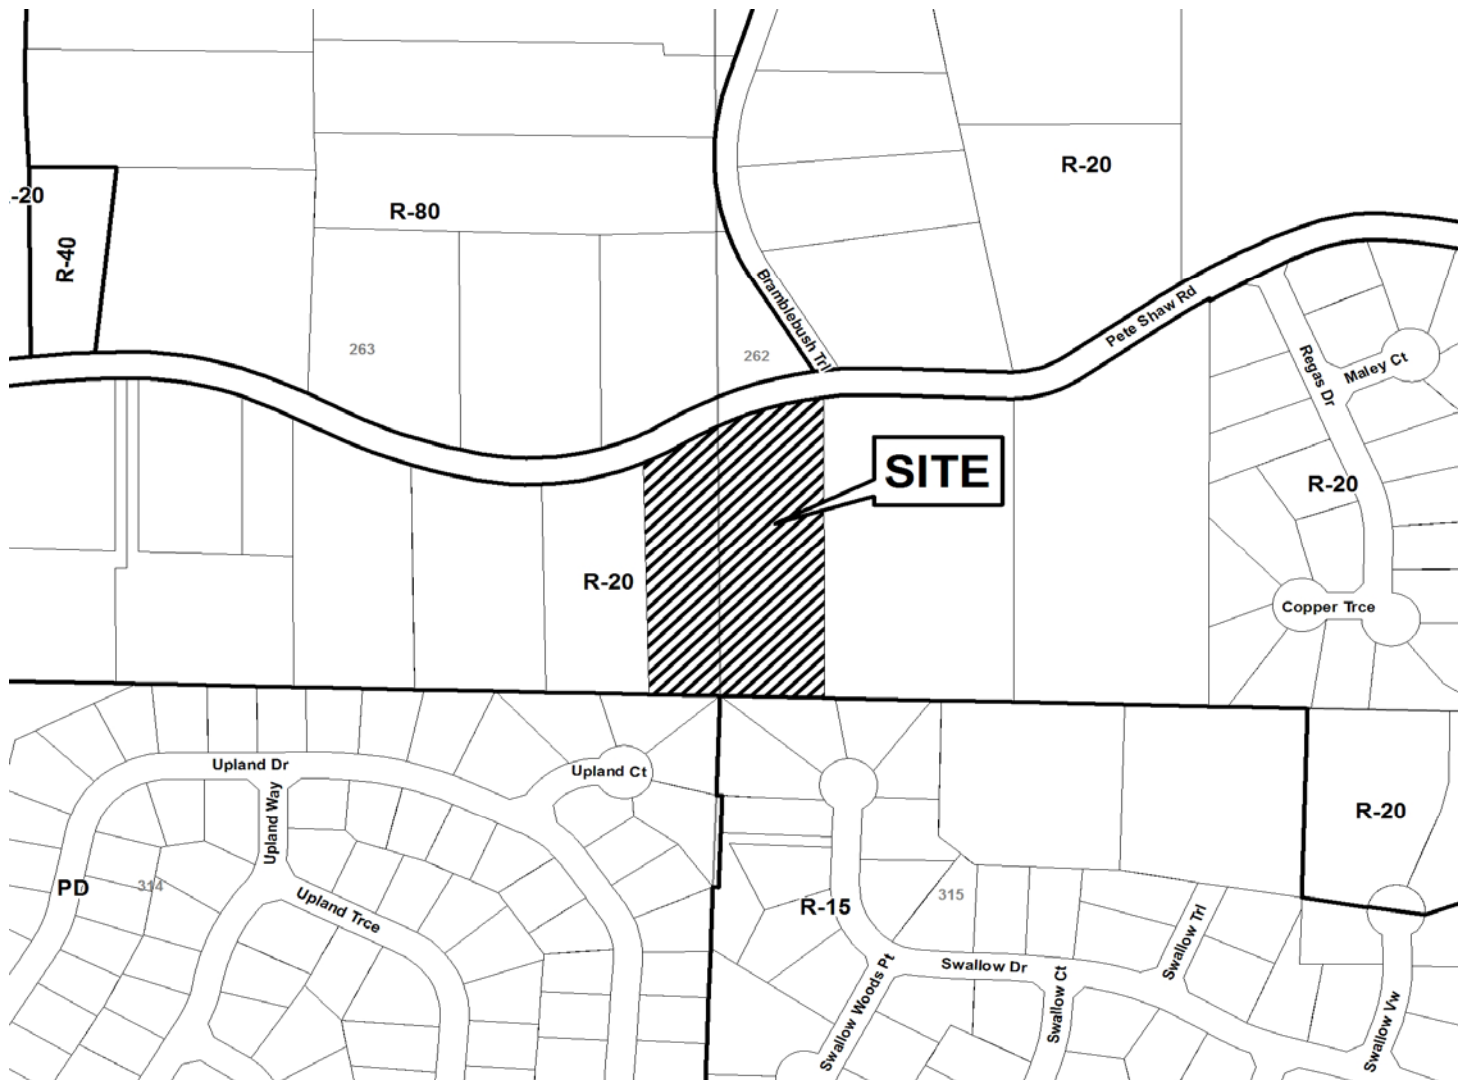 R-20
-20
R-80
R-40
Bramblebush Trl
Pete Shaw Rd
263
262
Regas Dr
Maley Ct
SITE
R-20
R-20
Copper Trce
Upland Dr
Upland Ct
Upland Way
R-20
PD
314
Upland Trce
315
R-15
Swallow Dr
Swallow Woods Pt
Swallow Ct
Swallow Trl
Swallow Vw